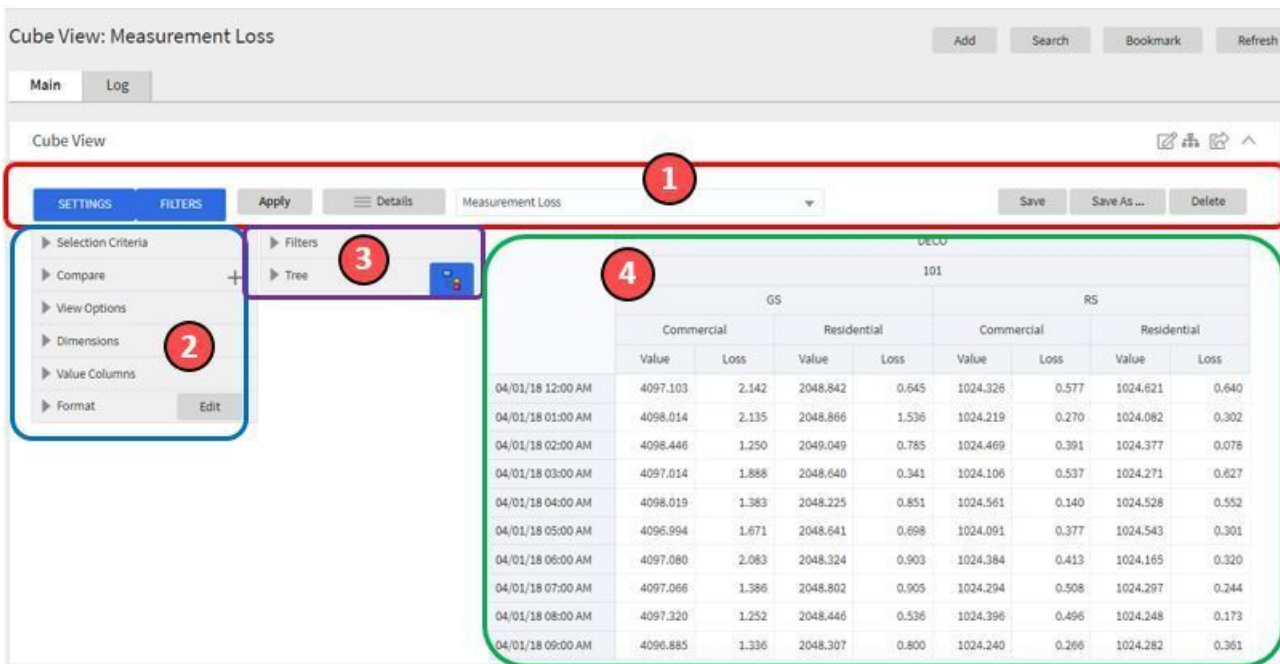 Cube View: Measurement Loss
Add Search Bookmark Refresh
Main Log
Cube View
1
SETTINGS FILTERS Apply Details Measurement Loss Save Save As ... Delete
Selection Criteria
Compare
View Options
Dimensions
Value Columns
Format Edit
2
Filters
Tree
3
4
DECO
101
GS RS
Commercial Residential Commercial Residential
Value Loss Value Loss Value Loss Value Loss
04/01/18 12:00 AM 4097.103 2.142 2048.842 0.645 1024.326 0.577 1024.621 0.640
04/01/18 01:00 AM 4098.014 2.135 2048.866 1.536 1024.219 0.270 1024.082 0.302
04/01/18 02:00 AM 4098.446 1.250 2049.049 0.785 1024.469 0.391 1024.377 0.078
04/01/18 03:00 AM 4097.014 1.888 2048.640 0.341 1024.106 0.537 1024.271 0.627
04/01/18 04:00 AM 4098.019 1.383 2048.225 0.851 1024.561 0.140 1024.528 0.552
04/01/18 05:00 AM 4096.994 1.671 2048.641 0.698 1024.091 0.377 1024.543 0.301
04/01/18 06:00 AM 4097.080 2.083 2048.324 0.903 1024.384 0.413 1024.165 0.320
04/01/18 07:00 AM 4097.066 1.386 2048.802 0.905 1024.294 0.508 1024.297 0.244
04/01/18 08:00 AM 4097.320 1.252 2048.446 0.536 1024.396 0.496 1024.248 0.173
04/01/18 09:00 AM 4096.885 1.336 2048.307 0.800 1024.240 0.266 1024.282 0.361